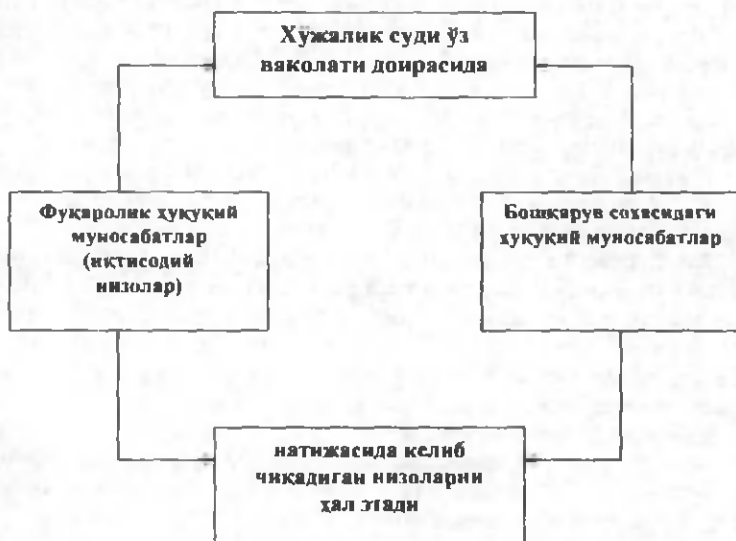 Хўжалик суди ўз
ваколати доирасида
Фуқаролик ҳуқуқий
муносабатлар
(иқтисодий
низолар)
Бошқарув соҳасидаги
ҳуқуқий муносабатлар
натижасида келиб
чиқадиган низоларни
ҳал этади